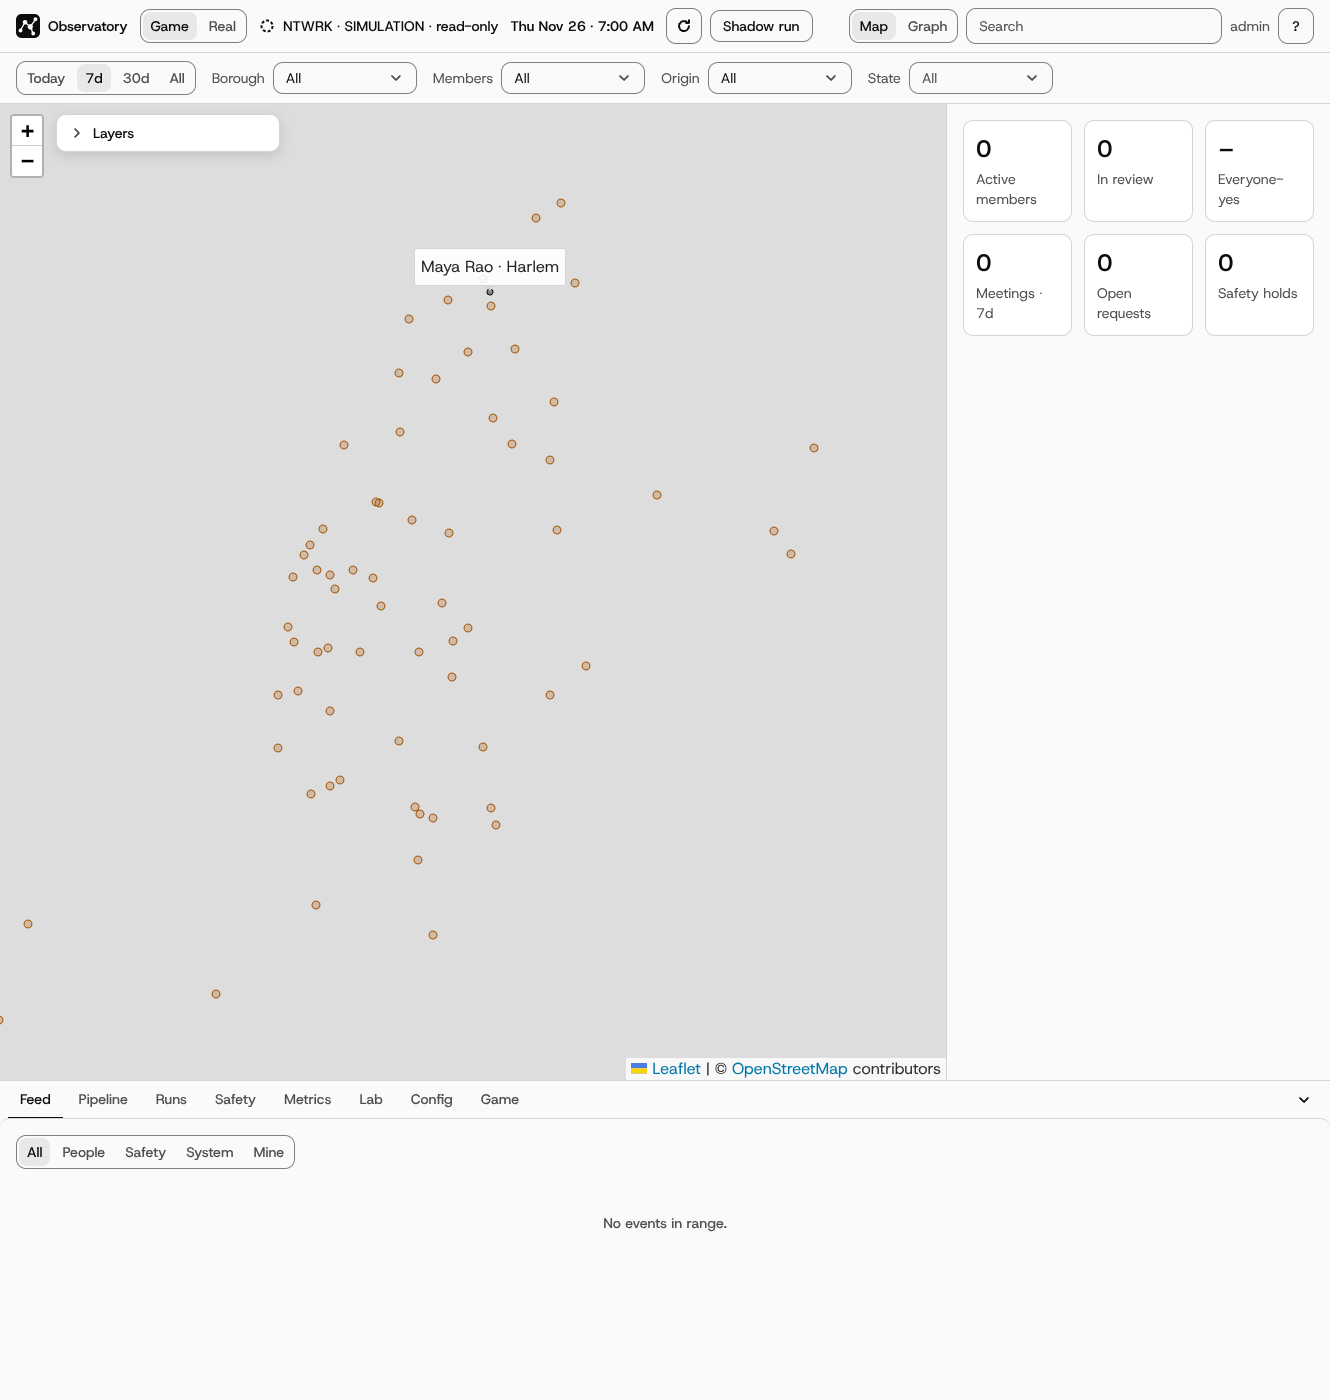 Observatory
Game Real
NTWRK · SIMULATION · read-only Thu Nov 26 · 7:00 AM
Shadow run
Map Graph
Search
admin
?
Today 7d 30d All
Borough All
Members All
Origin All
State All
+
−
Layers
Maya Rao · Harlem
0
Active
members
0
In review
–
Everyone-
yes
0
Meetings ·
7d
0
Open
requests
0
Safety holds
Leaflet | © OpenStreetMap contributors
Feed Pipeline Runs Safety Metrics Lab Config Game
All People Safety System Mine
No events in range.